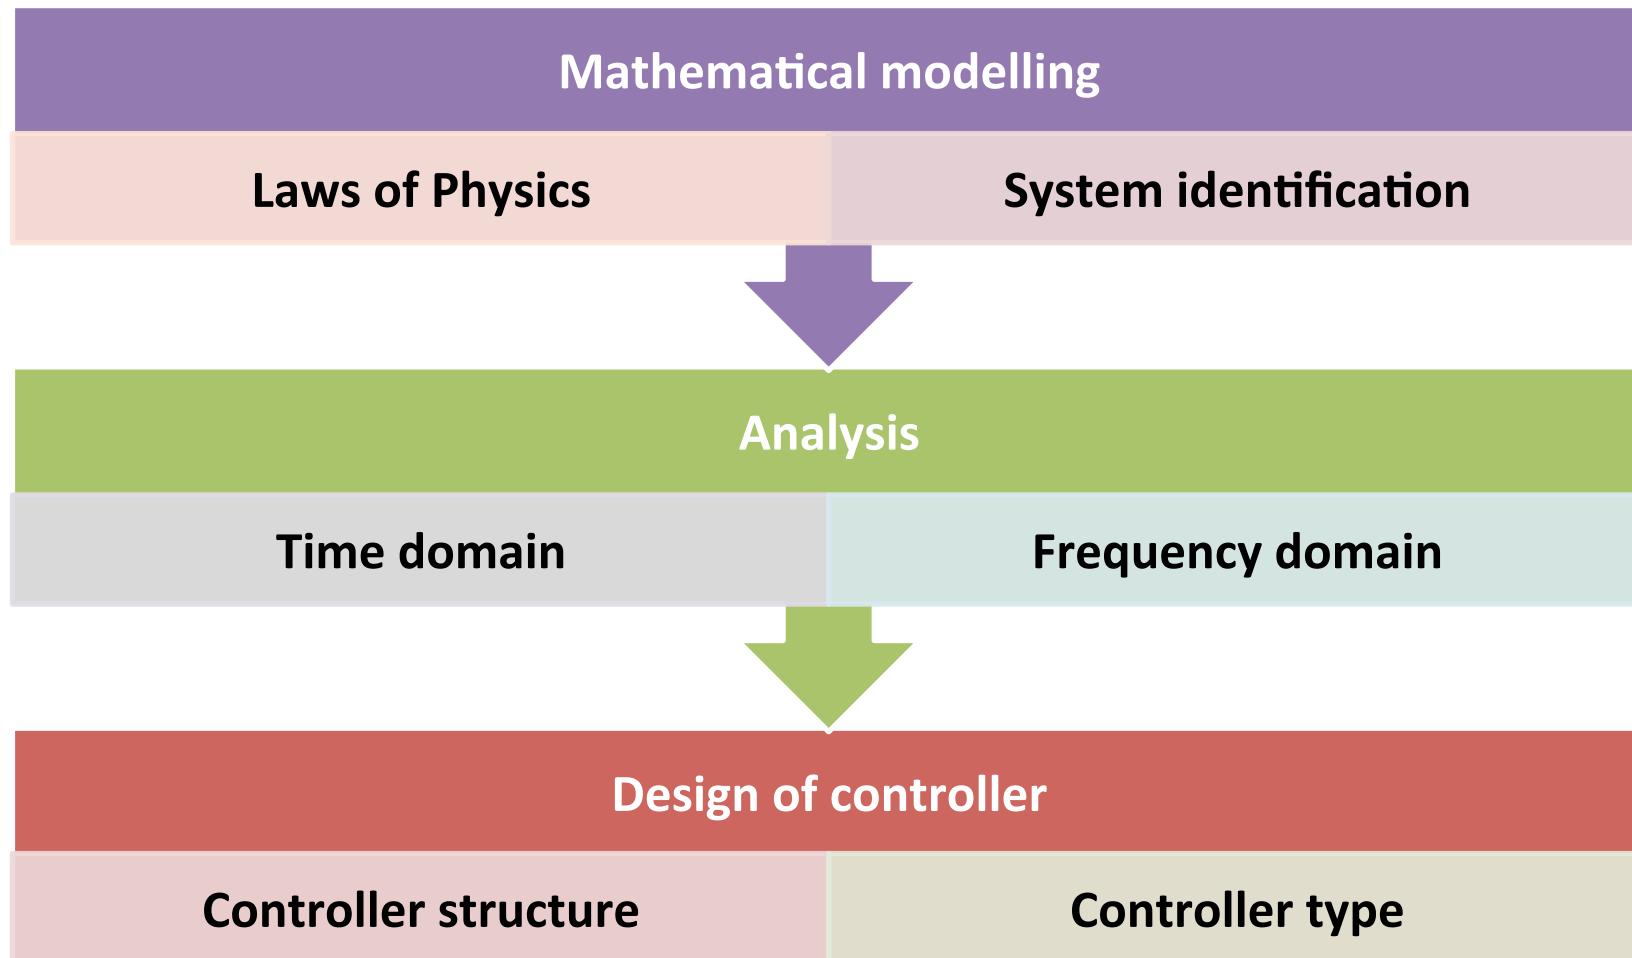 Mathematical modelling
Laws of Physics
System identification
Analysis
Time domain
Frequency domain
Design of controller
Controller structure
Controller type